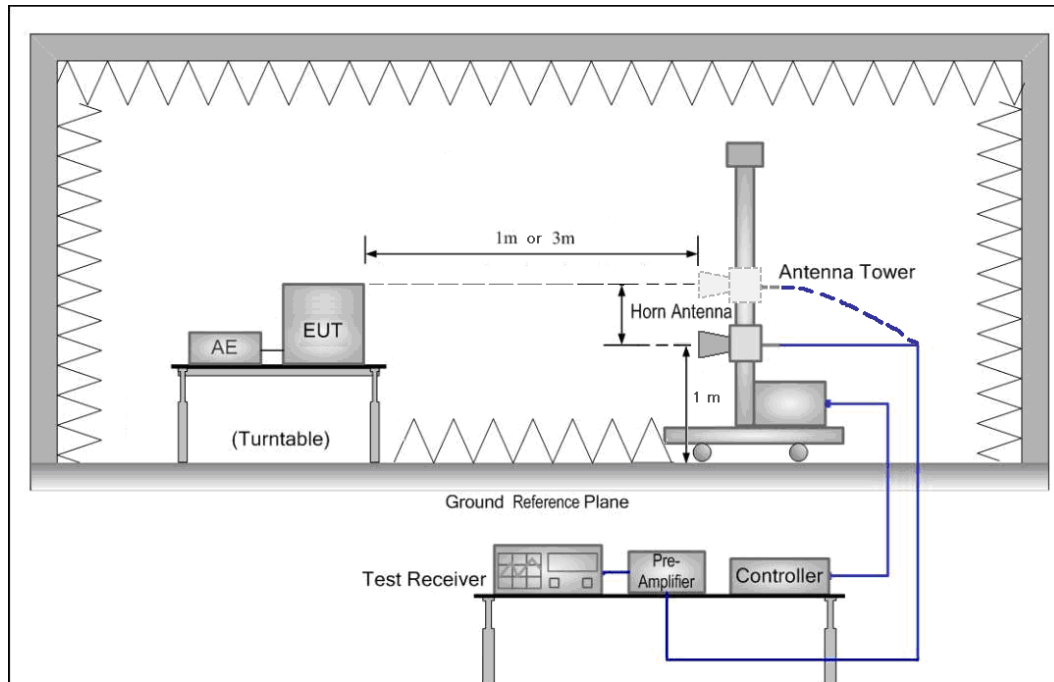 1m or 3m
Antenna Tower
Horn Antenna
EUT
AE
1 m
(Turntable)
Ground Reference Plane
Test Receiver
Pre-
Amplifier
Controller